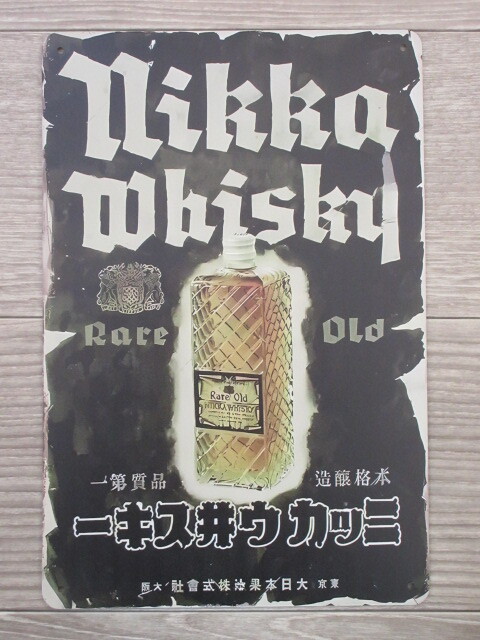 Nikka
Whisky
Rare Old
Rare Old
NIKKA WHISKY
本格釀造 品質第一
ニッカウヰスキー
東京 大日本果汁株式會社 大阪